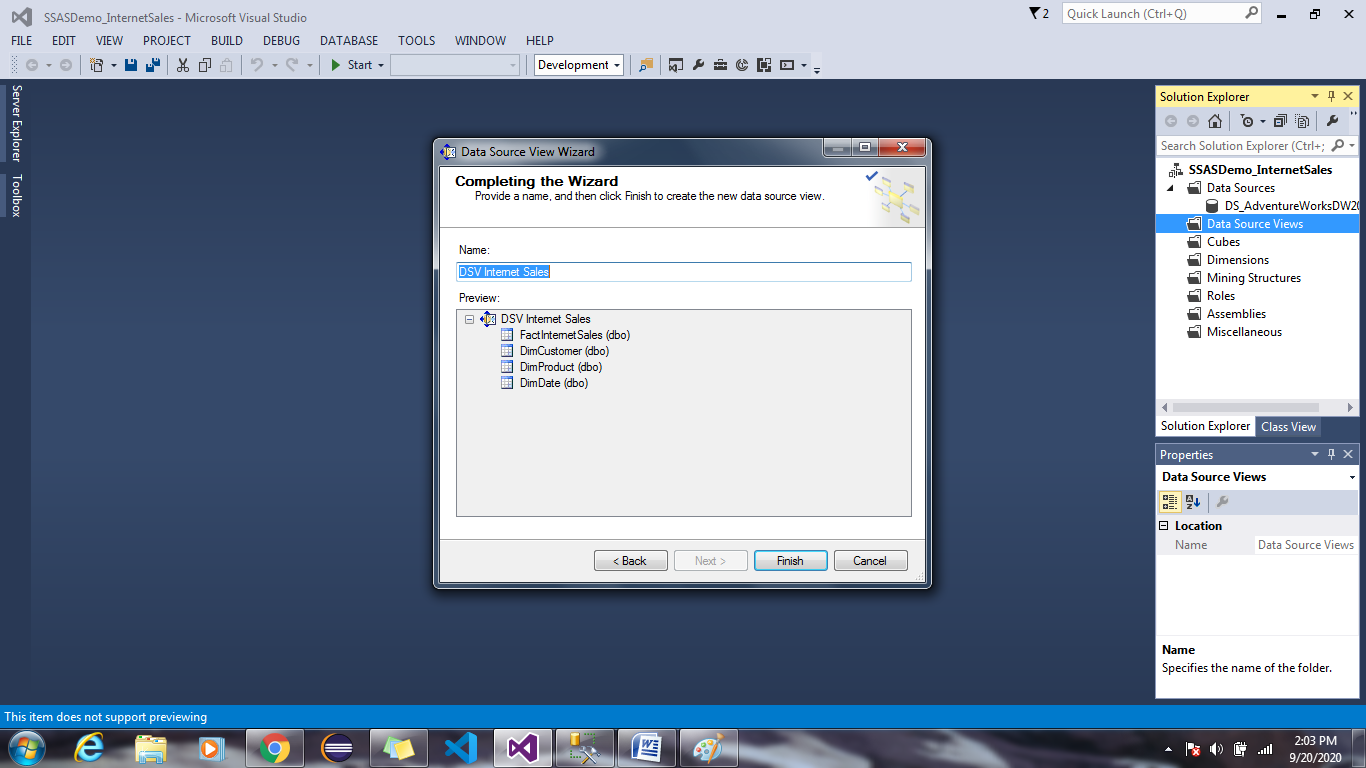 SSASDemo_InternetSales - Microsoft Visual Studio
2
Quick Launch (Ctrl+Q)
FILE EDIT VIEW PROJECT BUILD DEBUG DATABASE TOOLS WINDOW HELP
Start
Development
Server Explorer
Toolbox
Data Source View Wizard
Completing the Wizard
Provide a name, and then click Finish to create the new data source view.
Name:
DSV Internet Sales
Preview:
DSV Internet Sales
FactInternetSales (dbo)
DimCustomer (dbo)
DimProduct (dbo)
DimDate (dbo)
< Back
Next >
Finish
Cancel
Solution Explorer
Search Solution Explorer (Ctrl+;
SSASDemo_InternetSales
Data Sources
DS_AdventureWorksDW20
Data Source Views
Cubes
Dimensions
Mining Structures
Roles
Assemblies
Miscellaneous
Solution Explorer Class View
Properties
Data Source Views
Location
Name Data Source Views
Name
Specifies the name of the folder.
This item does not support previewing
2:03 PM
9/20/2020